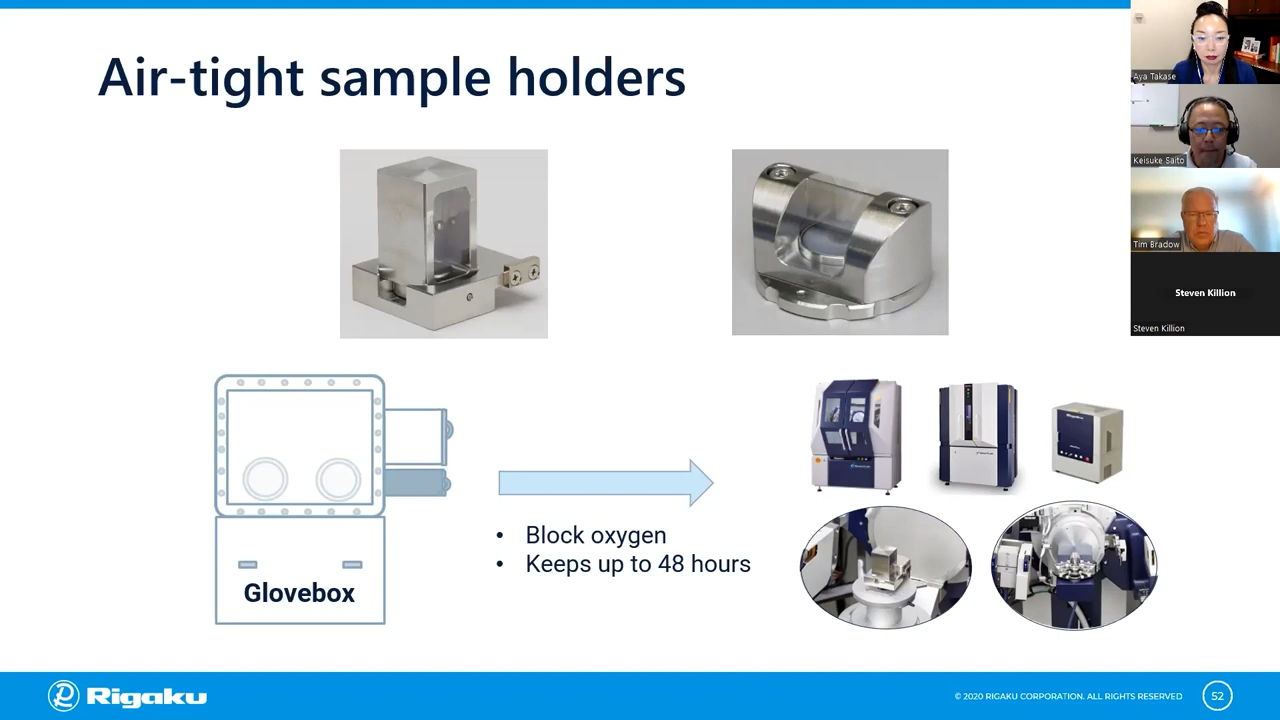 Air-tight sample holders
Aya Takase
Keisuke Saito
Tim Bradow
Steven Killion
Steven Killion
Rigaku
• Block oxygen
• Keeps up to 48 hours
Glovebox
Rigaku
© 2020 RIGAKU CORPORATION. ALL RIGHTS RESERVED
52